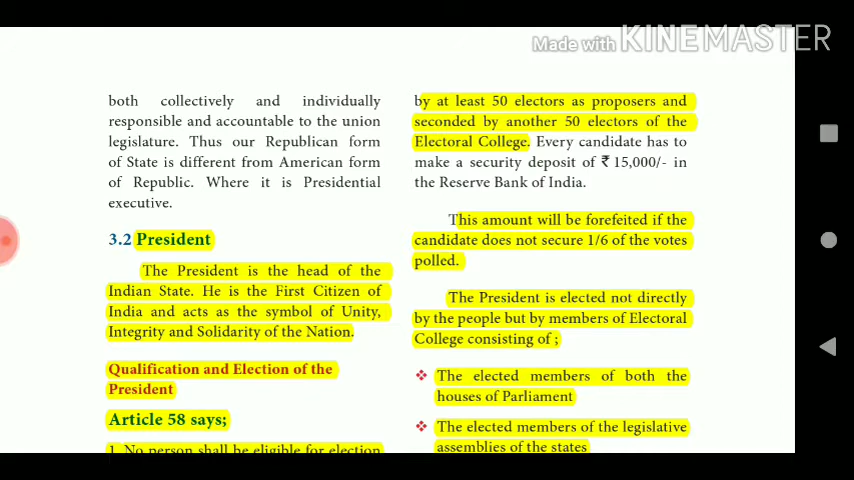 Made with KINEMASTER
both collectively and individually
responsible and accountable to the union
legislature. Thus our Republican form
of State is different from American form
of Republic. Where it is Presidential
executive.
3.2 President
The President is the head of the
Indian State. He is the First Citizen of
India and acts as the symbol of Unity,
Integrity and Solidarity of the Nation.
Qualification and Election of the
President
Article 58 says;
1. No person shall be eligible for election
by at least 50 electors as proposers and
seconded by another 50 electors of the
Electoral College. Every candidate has to
make a security deposit of ₹ 15,000/- in
the Reserve Bank of India.
This amount will be forefeited if the
candidate does not secure 1/6 of the votes
polled.
The President is elected not directly
by the people but by members of Electoral
College consisting of ;
❖ The elected members of both the
houses of Parliament
❖ The elected members of the legislative
assemblies of the states